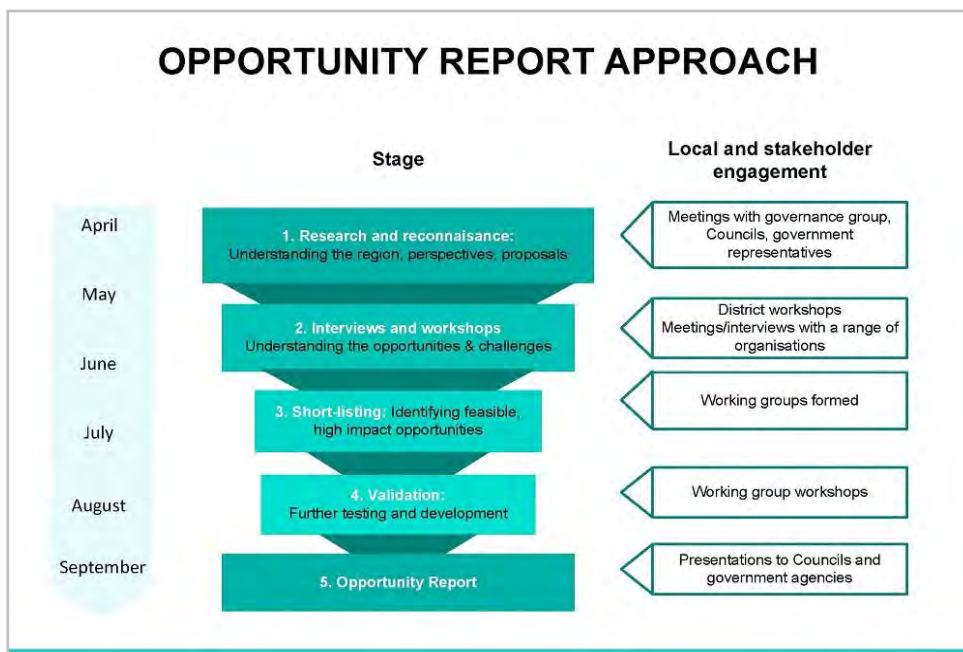 OPPORTUNITY REPORT APPROACH
Stage
Local and stakeholder
engagement
April
May
June
July
August
September
1. Research and reconnaisance:
Understanding the region, perspectives, proposals
2. Interviews and workshops
Understanding the opportunities & challenges
3. Short-listing: Identifying feasible,
high impact opportunities
4. Validation:
Further testing and development
5. Opportunity Report
Meetings with governance group,
Councils, government
representatives
District workshops
Meetings/interviews with a range of
organisations
Working groups formed
Working group workshops
Presentations to Councils and
government agencies